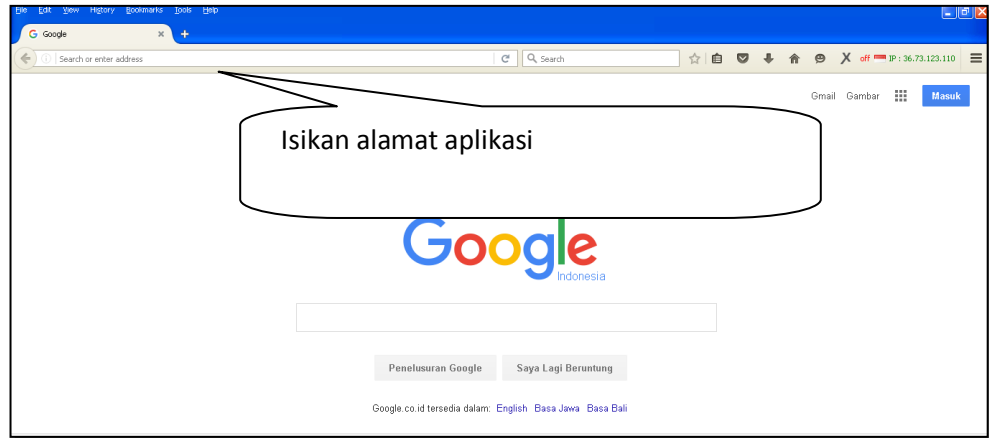 File Edit View History Bookmarks Tools Help
Google
Search or enter address
Search
off IP : 36.73.123.110
Gmail Gambar Masuk
Isikan alamat aplikasi
Google
Indonesia
Penelusuran Google Saya Lagi Beruntung
Google.co.id tersedia dalam: English Basa Jawa Basa Bali